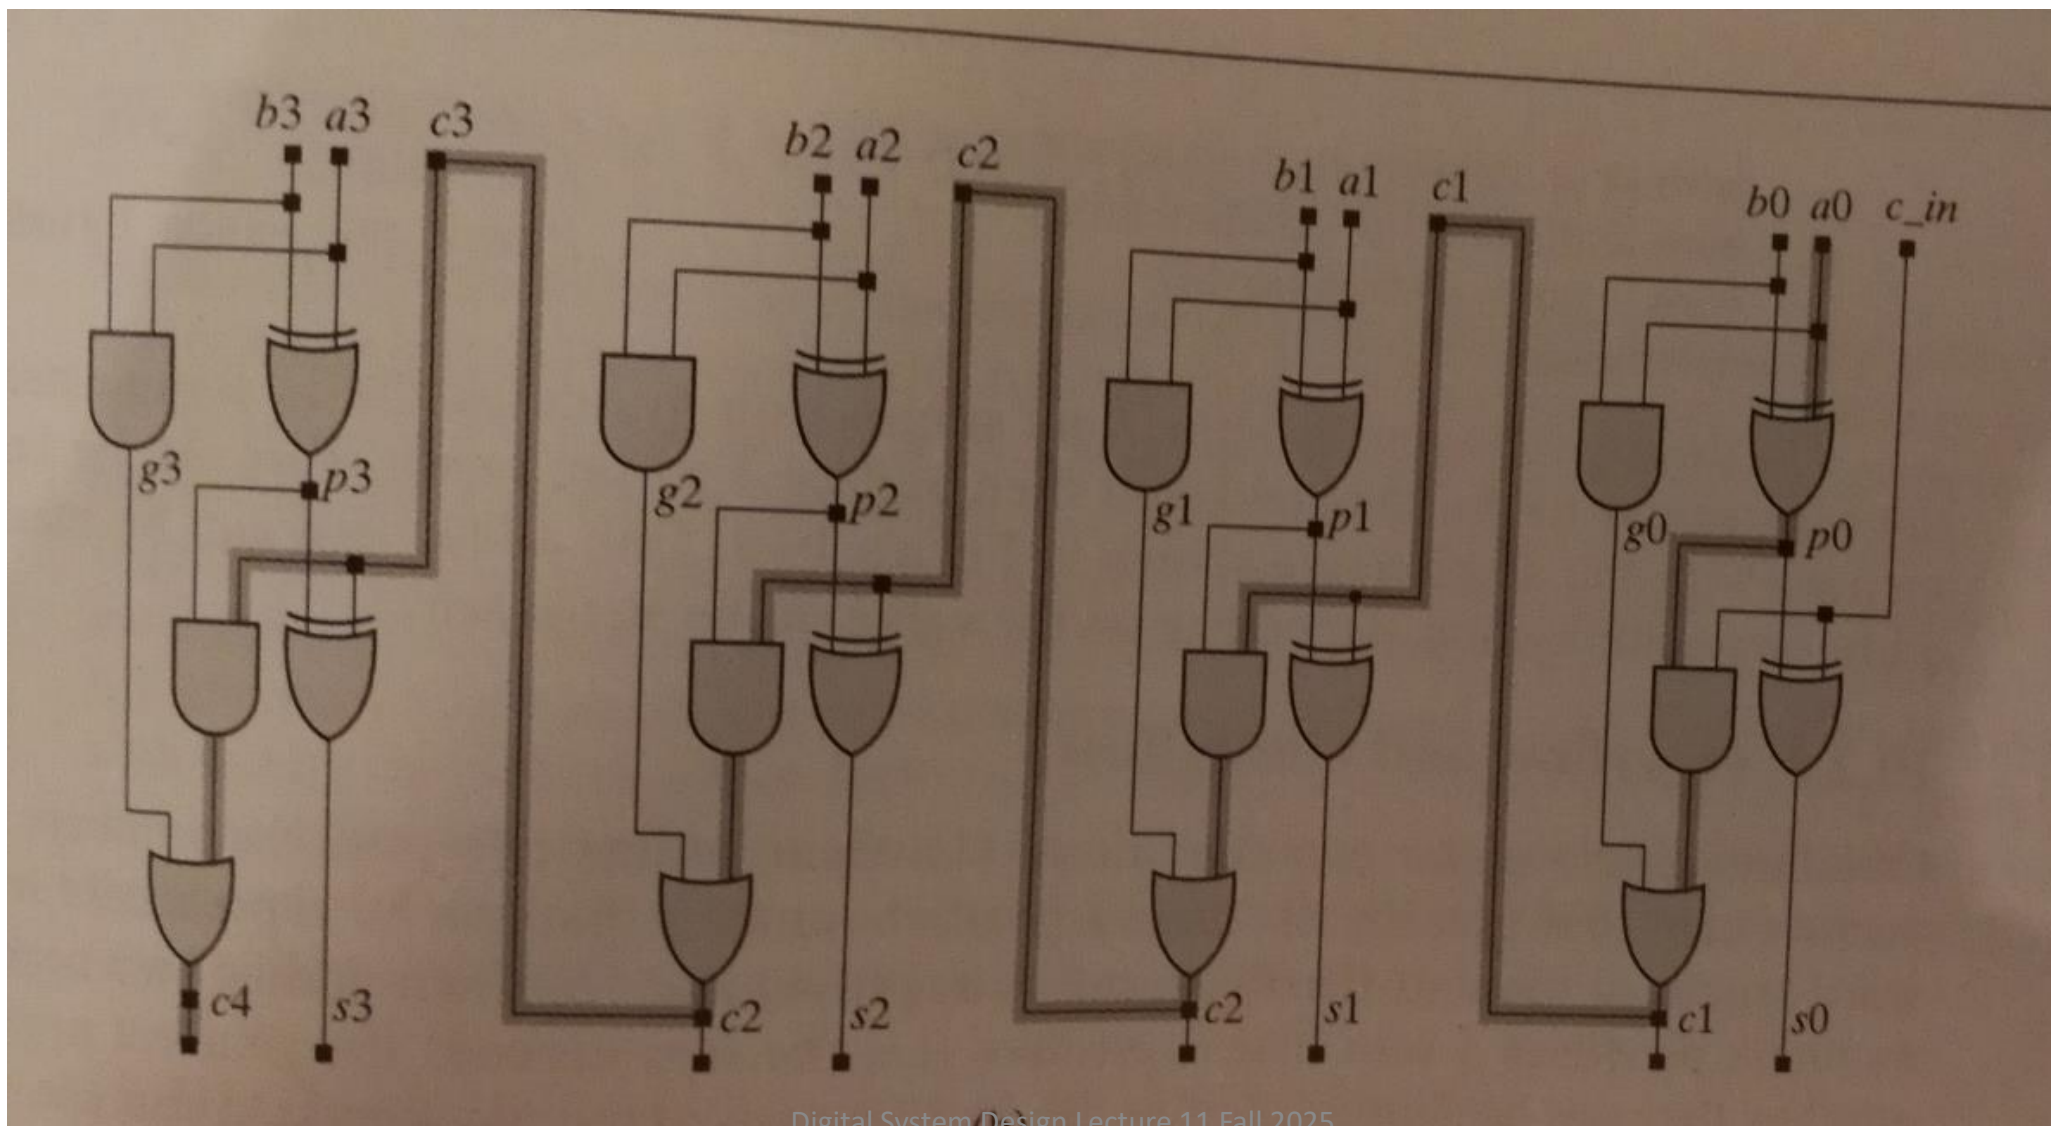 b3 a3 c3
b2 a2 c2
b1 a1 c1
b0 a0 c_in
g3 p3
g2 p2
g1 p1
g0 p0
c4 s3
c2 s2
c2 s1
c1 s0
Digital System Design Lecture 11 Fall 2025